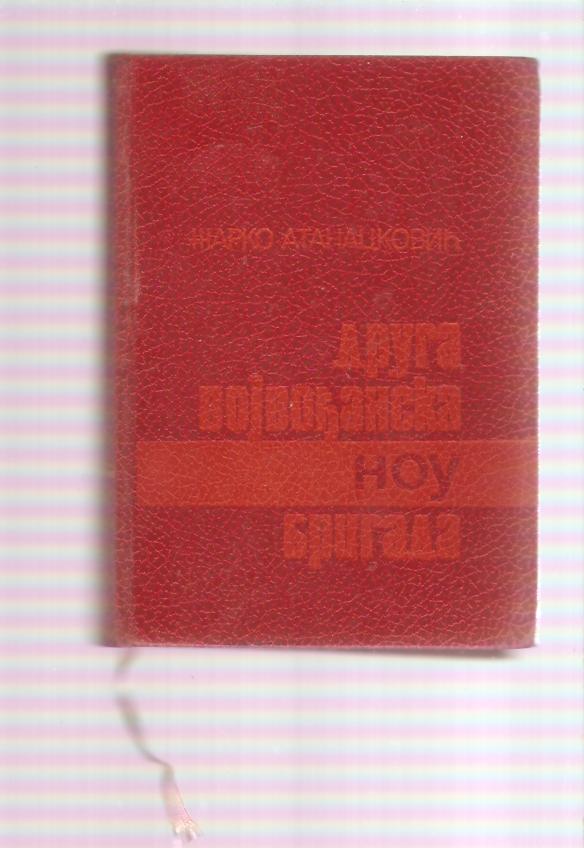 ЖАРКО АТАНАЦКОВИЋ
друга
војвођанска
ноу
бригада